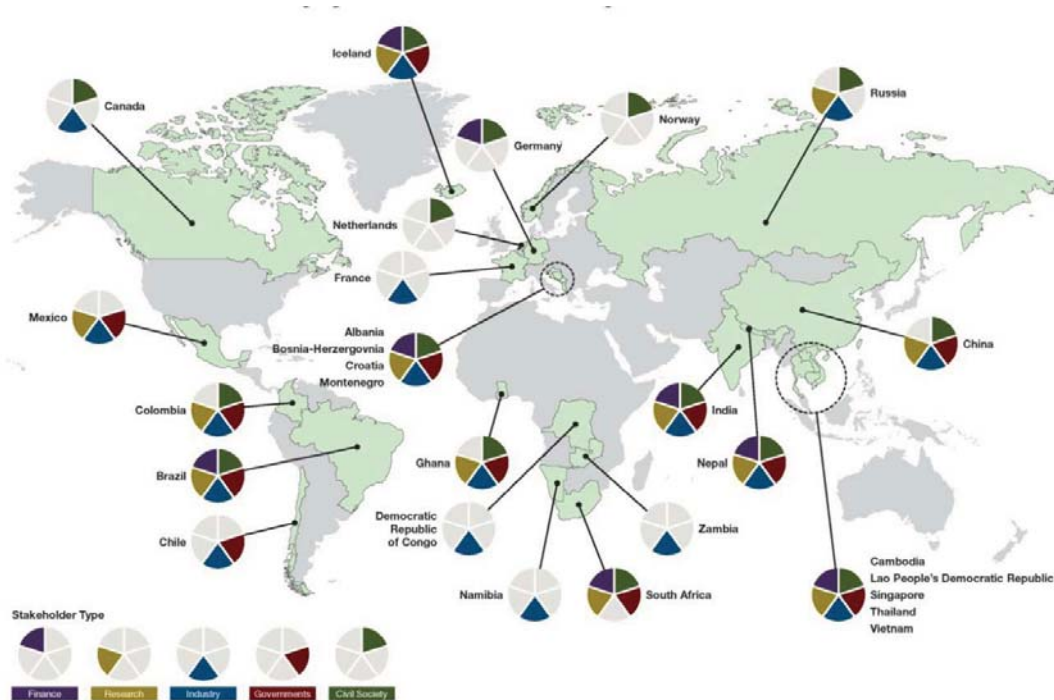 Iceland
Canada
Russia
Norway
Germany
Netherlands
France
Mexico
Albania
Bosnia-Herzergovnia
Croatia
Montenegro
China
Colombia
India
Brazil
Ghana
Nepal
Democratic
Republic
of Congo
Zambia
Chile
Namibia
South Africa
Cambodia
Lao People's Democratic Republic
Singapore
Thailand
Vietnam
Stakeholder Type
Finance
Research
Industry
Governments
Civil Society